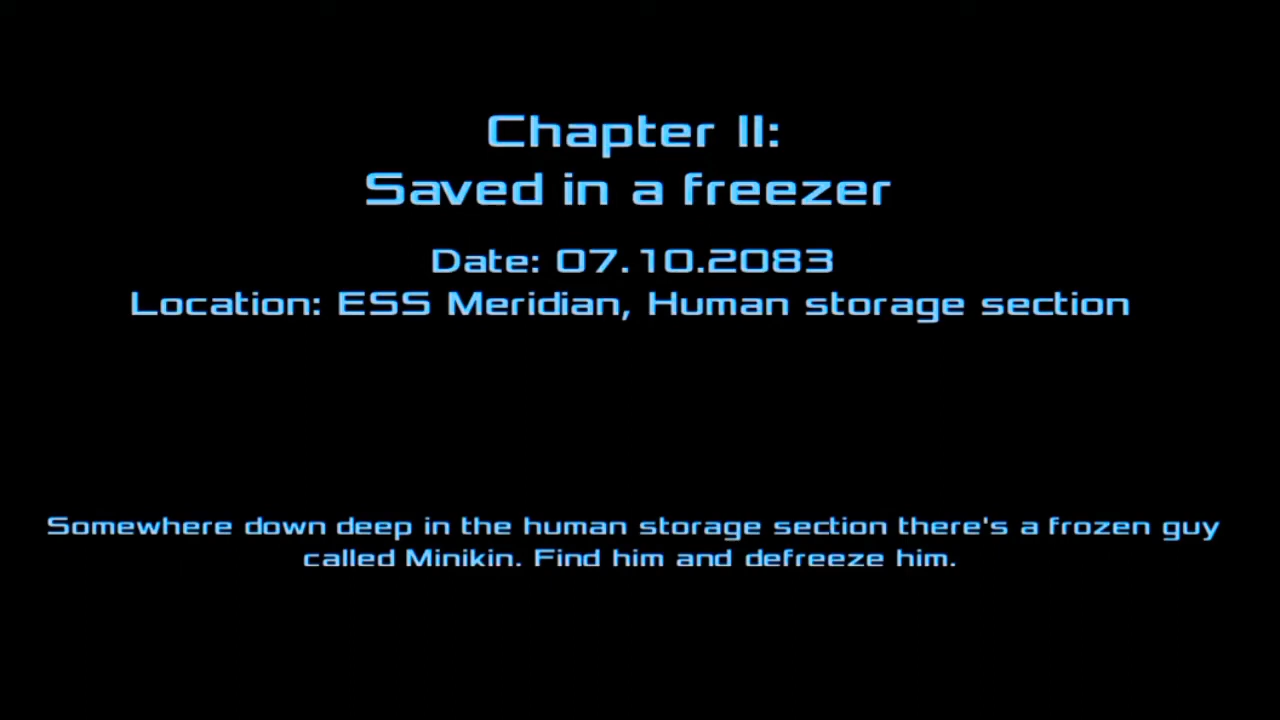 Chapter II:
Saved in a freezer
Date: 07.10.2083
Location: ESS Meridian, Human storage section
Somewhere down deep in the human storage section there's a frozen guy
called Minikin. Find him and defreeze him.